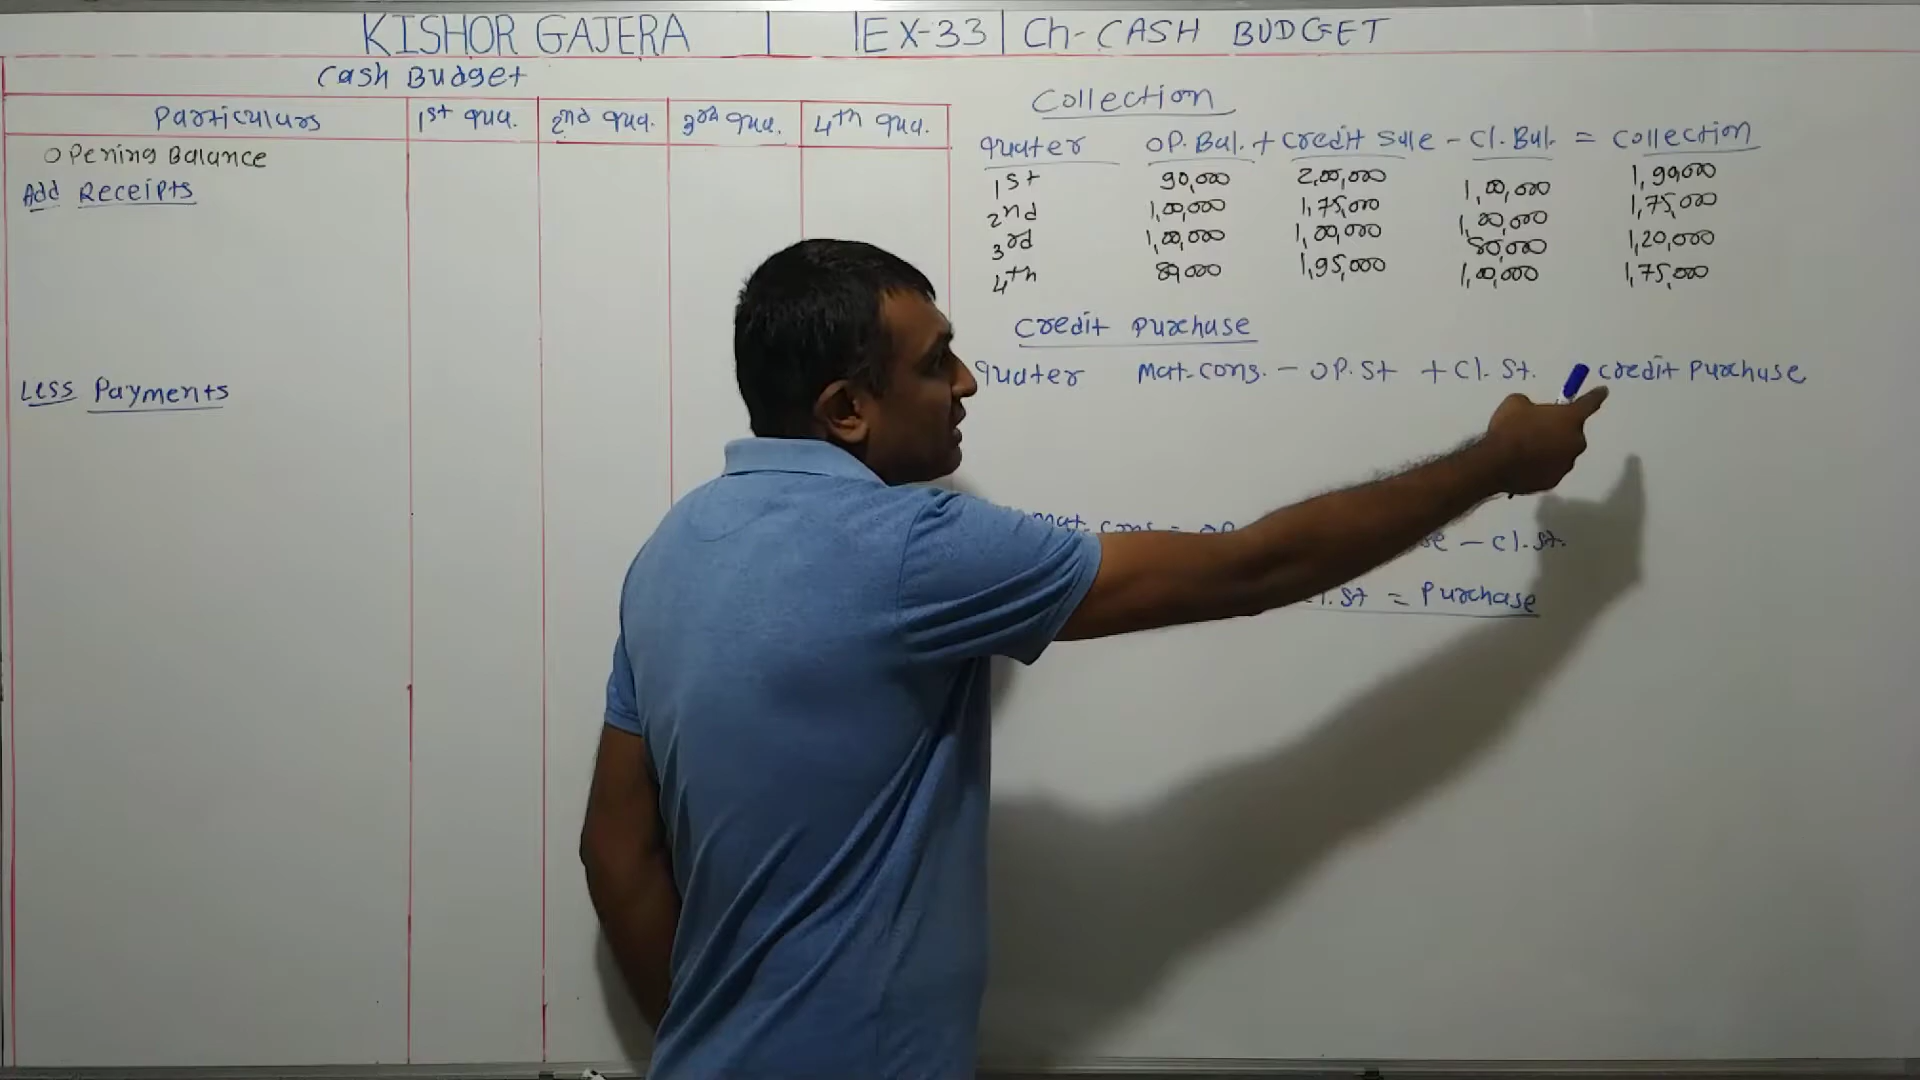 KISHOR GAJERA EX-33 Ch-CASH BUDGET
Cash Budget
Particulars 1st qua. 2nd qua. 3rd qua. 4th qua.
Opening Balance
Add Receipts
Less Payments
Collection
quater OP.Bal. + Credit Sale - Cl.Bal. = Collection
1st 90,000 2,00,000 1,00,000 1,90,000
2nd 1,00,000 1,75,000 1,00,000 1,75,000
3rd 1,00,000 1,00,000 80,000 1,20,000
4th 80,000 1,95,000 1,00,000 1,75,000
Credit Purchase
quater Mat.cons. - OP.St + Cl.St. Credit Purchase
Mat.cons = OP - Cl.St.
Cl.St = Purchase